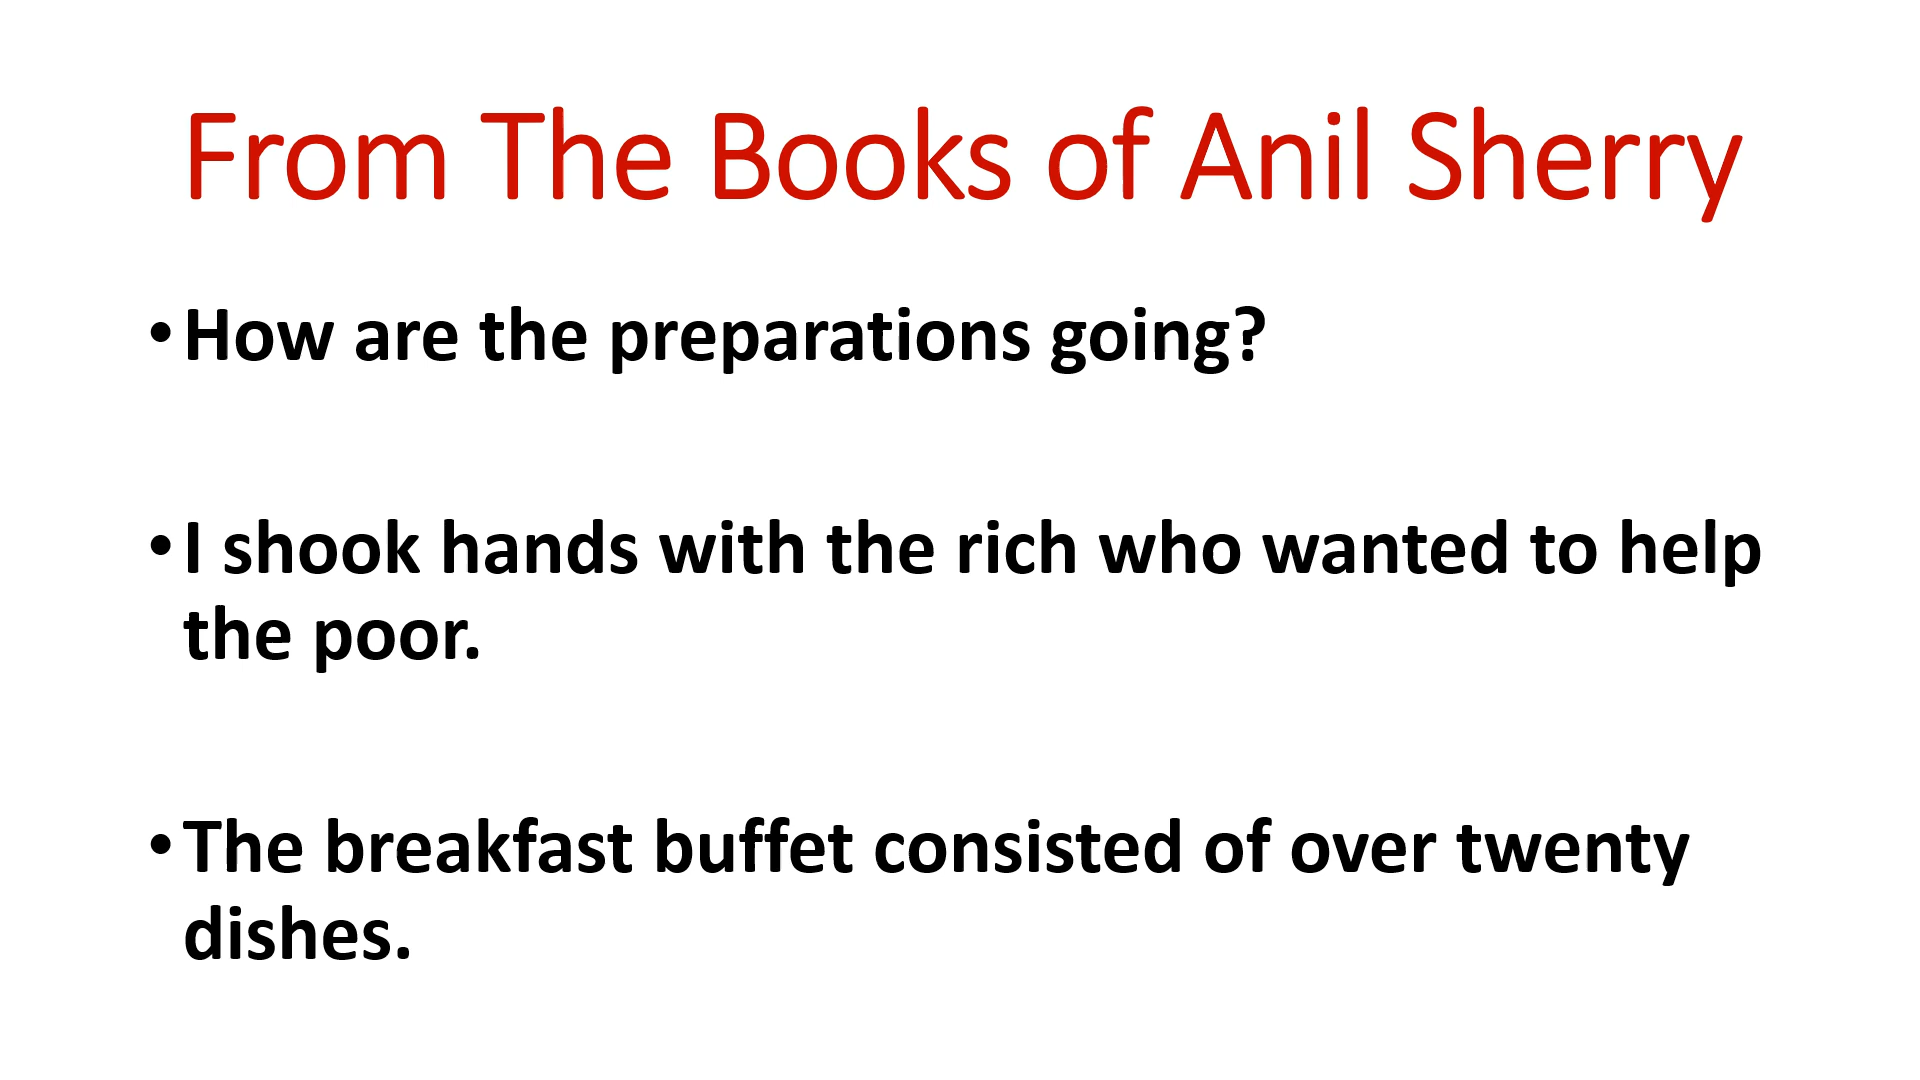 From The Books of Anil Sherry
• How are the preparations going?
• I shook hands with the rich who wanted to help
the poor.
• The breakfast buffet consisted of over twenty
dishes.